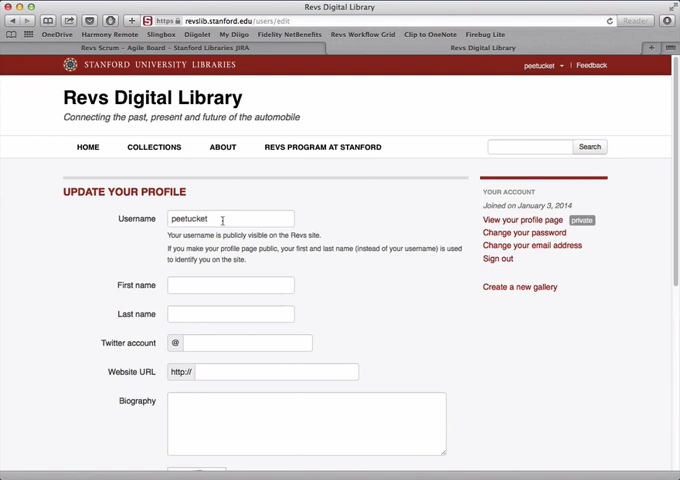 Revs Digital Library
https revslib.stanford.edu/users/edit
Reader
OneDrive Harmony Remote Slingbox Diigolet My Diigo Fidelity NetBenefits Revs Workflow Grid Clip to OneNote Firebug Lite
Revs Scrum – Agile Board – Stanford Libraries JIRA
Revs Digital Library
STANFORD UNIVERSITY LIBRARIES
peetucket
Feedback
Revs Digital Library
Connecting the past, present and future of the automobile
HOME COLLECTIONS ABOUT REVS PROGRAM AT STANFORD
Search
UPDATE YOUR PROFILE
Username peetucket
Your username is publicly visible on the Revs site.
If you make your profile page public, your first and last name (instead of your username) is used
to identify you on the site.
First name
Last name
Twitter account @
Website URL http://
Biography
YOUR ACCOUNT
Joined on January 3, 2014
View your profile page private
Change your password
Change your email address
Sign out
Create a new gallery